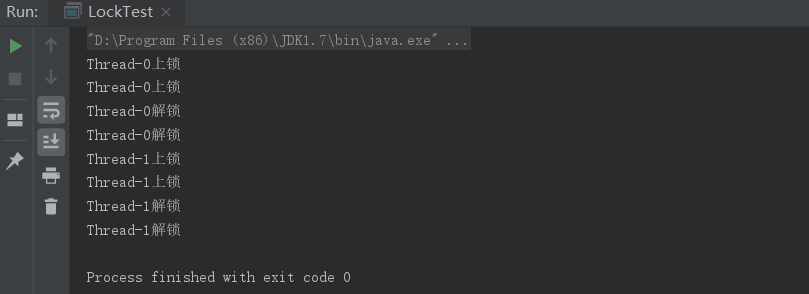 Run: LockTest
"D:\Program Files (x86)\JDK1.7\bin\java.exe" ...
Thread-0上锁
Thread-0上锁
Thread-0解锁
Thread-0解锁
Thread-1上锁
Thread-1上锁
Thread-1解锁
Thread-1解锁
Process finished with exit code 0